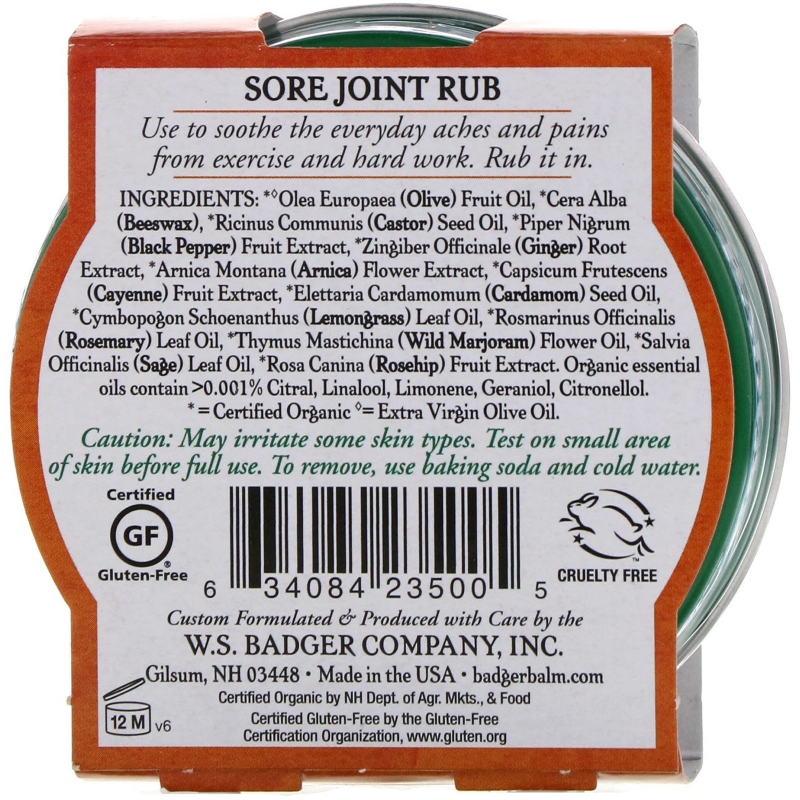 SORE JOINT RUB
Use to soothe the everyday aches and pains
from exercise and hard work. Rub it in.
INGREDIENTS: *◊Olea Europaea (Olive) Fruit Oil, *Cera Alba
(Beeswax), *Ricinus Communis (Castor) Seed Oil, *Piper Nigrum
(Black Pepper) Fruit Extract, *Zingiber Officinale (Ginger) Root
Extract, *Arnica Montana (Arnica) Flower Extract, *Capsicum Frutescens
(Cayenne) Fruit Extract, *Elettaria Cardamomum (Cardamom) Seed Oil,
*Cymbopogon Schoenanthus (Lemongrass) Leaf Oil, *Rosmarinus Officinalis
(Rosemary) Leaf Oil, *Thymus Mastichina (Wild Marjoram) Flower Oil, *Salvia
Officinalis (Sage) Leaf Oil, *Rosa Canina (Rosehip) Fruit Extract. Organic essential
oils contain >0.001% Citral, Linalool, Limonene, Geraniol, Citronellol.
* = Certified Organic ◊= Extra Virgin Olive Oil.
Caution: May irritate some skin types. Test on small area
of skin before full use. To remove, use baking soda and cold water.
Certified
GF
®
Gluten-Free
6 34084 23500 5
TM
CRUELTY FREE
Custom Formulated & Produced with Care by the
W.S. BADGER COMPANY, INC.
Gilsum, NH 03448 • Made in the USA • badgerbalm.com
Certified Organic by NH Dept. of Agr. Mkts., & Food
12 M v6
Certified Gluten-Free by the Gluten-Free
Certification Organization, www.gluten.org